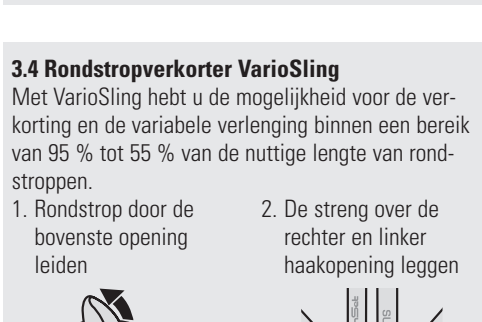 3.4 Rondstropverkorter VarioSling
Met VarioSling hebt u de mogelijkheid voor de ver-
korting en de variabele verlenging binnen een bereik
van 95 % tot 55 % van de nuttige lengte van rond-
stroppen.
1. Rondstrop door de
bovenste opening
leiden
2. De streng over de
rechter en linker
haakopening leggen